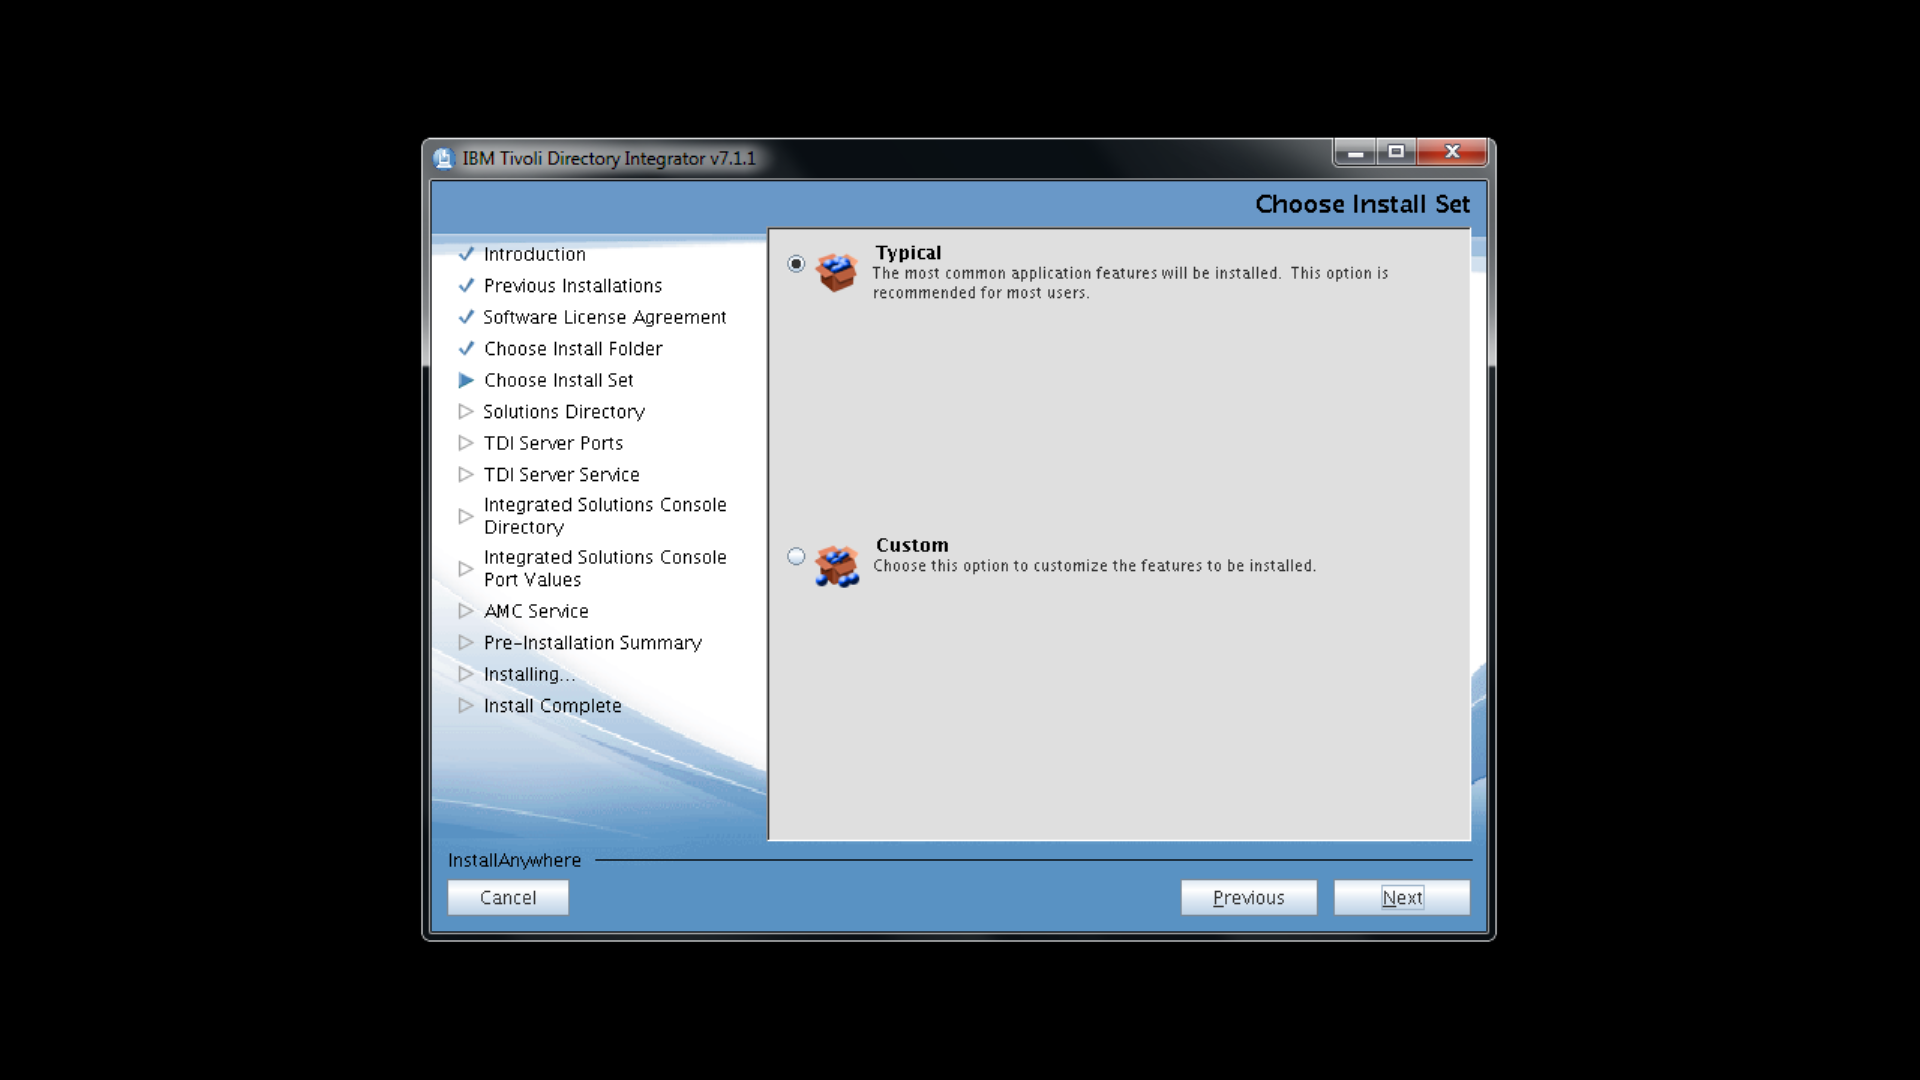 IBM Tivoli Directory Integrator v7.1.1
Choose Install Set
Introduction
Previous Installations
Software License Agreement
Choose Install Folder
Choose Install Set
Solutions Directory
TDI Server Ports
TDI Server Service
Integrated Solutions Console
Directory
Integrated Solutions Console
Port Values
AMC Service
Pre-Installation Summary
Installing...
Install Complete
Typical
The most common application features will be installed.  This option is
recommended for most users.
Custom
Choose this option to customize the features to be installed.
InstallAnywhere
Cancel
Previous
Next